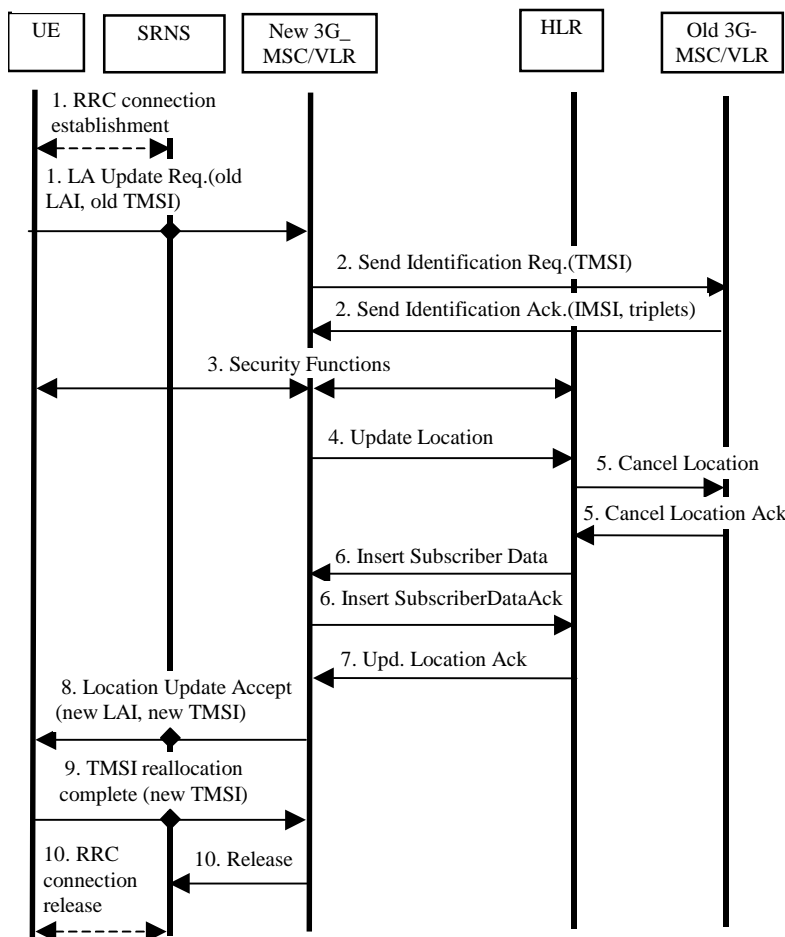 UE
SRNS
New 3G_
MSC/VLR
HLR
Old 3G-
MSC/VLR
1. RRC connection
establishment
1. LA Update Req.(old
LAI, old TMSI)
2. Send Identification Req.(TMSI)
2. Send Identification Ack.(IMSI, triplets)
3. Security Functions
4. Update Location
5. Cancel Location
5. Cancel Location Ack
6. Insert Subscriber Data
6. Insert SubscriberDataAck
7. Upd. Location Ack
8. Location Update Accept
(new LAI, new TMSI)
9. TMSI reallocation
complete (new TMSI)
10. RRC
connection
release
10. Release